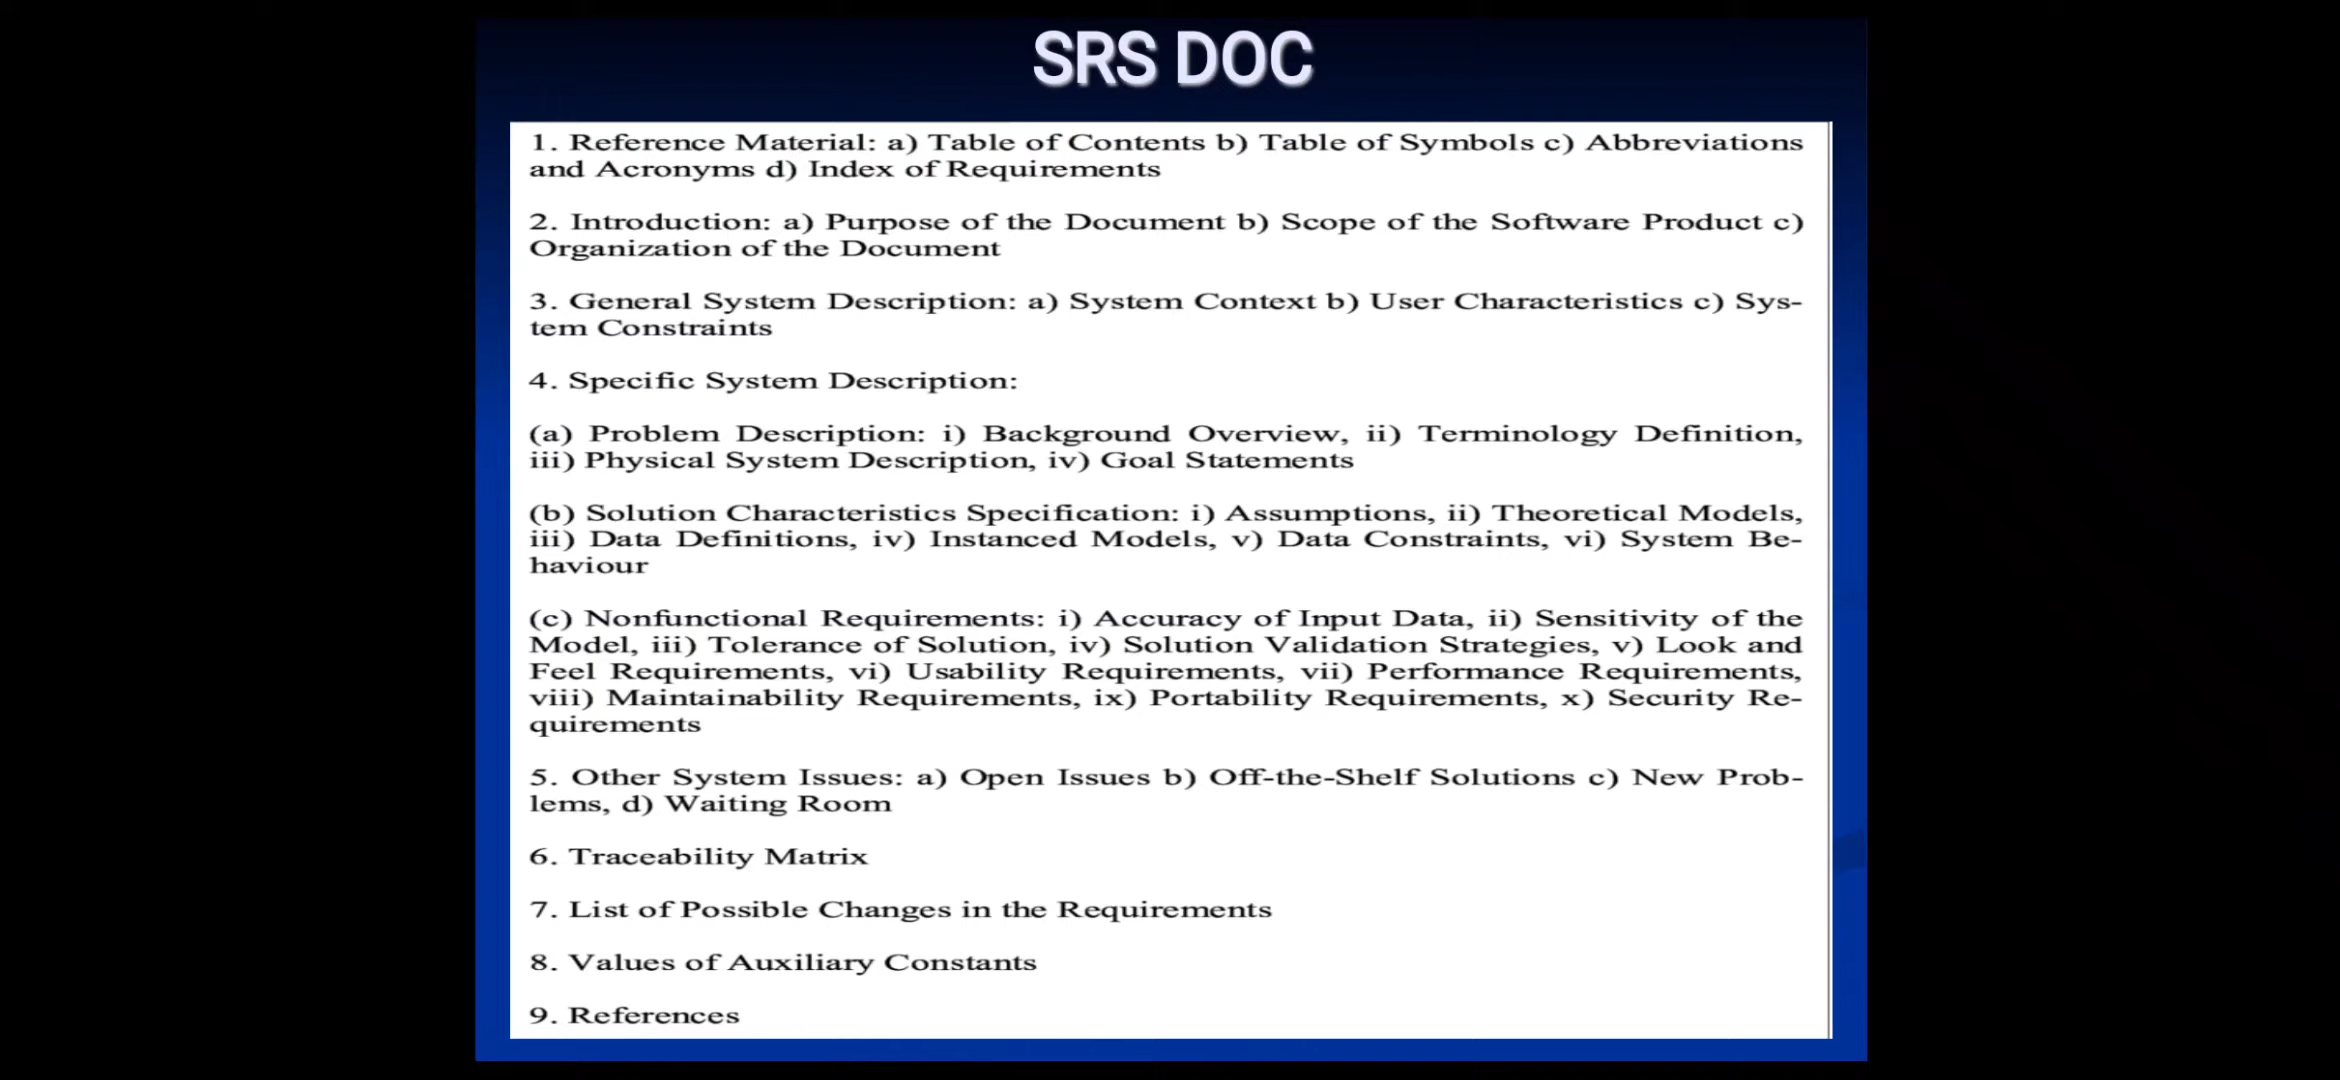 SRS DOC
1. Reference Material: a) Table of Contents b) Table of Symbols c) Abbreviations
and Acronyms d) Index of Requirements
2. Introduction: a) Purpose of the Document b) Scope of the Software Product c)
Organization of the Document
3. General System Description: a) System Context b) User Characteristics c) Sys-
tem Constraints
4. Specific System Description:
(a) Problem Description: i) Background Overview, ii) Terminology Definition,
iii) Physical System Description, iv) Goal Statements
(b) Solution Characteristics Specification: i) Assumptions, ii) Theoretical Models,
iii) Data Definitions, iv) Instanced Models, v) Data Constraints, vi) System Be-
haviour
(c) Nonfunctional Requirements: i) Accuracy of Input Data, ii) Sensitivity of the
Model, iii) Tolerance of Solution, iv) Solution Validation Strategies, v) Look and
Feel Requirements, vi) Usability Requirements, vii) Performance Requirements,
viii) Maintainability Requirements, ix) Portability Requirements, x) Security Re-
quirements
5. Other System Issues: a) Open Issues b) Off-the-Shelf Solutions c) New Prob-
lems, d) Waiting Room
6. Traceability Matrix
7. List of Possible Changes in the Requirements
8. Values of Auxiliary Constants
9. References